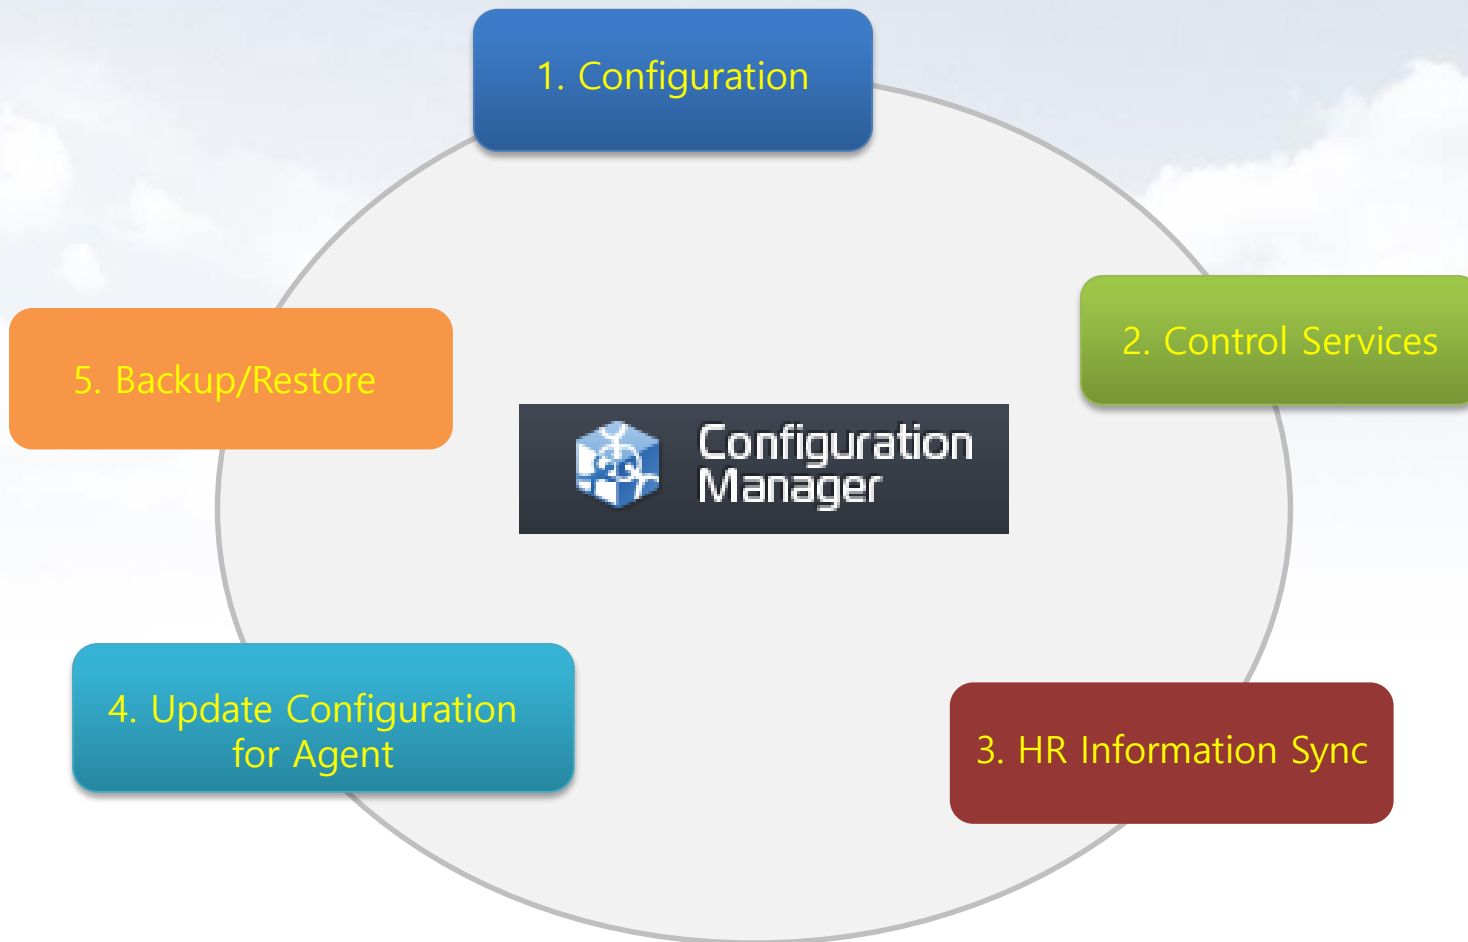 1. Configuration
2. Control Services
5. Backup/Restore
Configuration
Manager
4. Update Configuration
for Agent
3. HR Information Sync